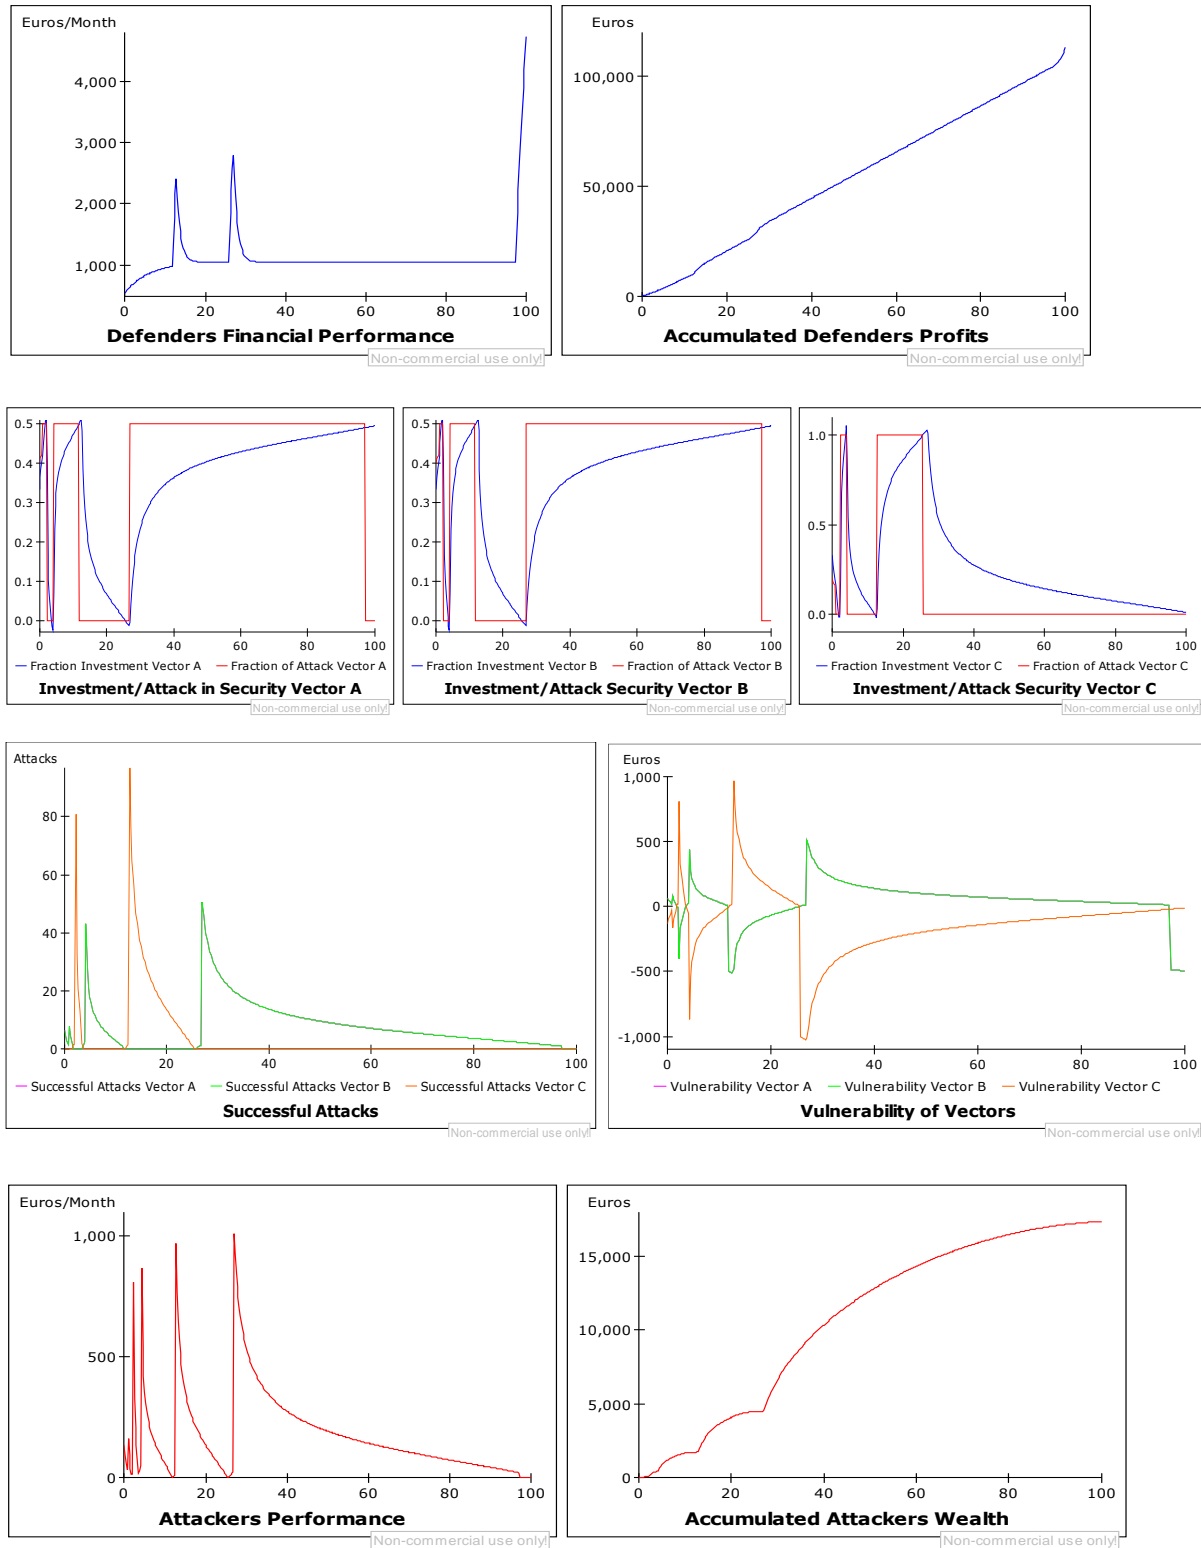 Euros/Month
4,000
3,000
2,000
1,000
0 20 40 60 80 100
Defenders Financial Performance
Non-commercial use only!
Euros
100,000
50,000
0
0 20 40 60 80 100
Accumulated Defenders Profits
Non-commercial use only!
0.5
0.4
0.3
0.2
0.1
0.0
0 20 40 60 80 100
Fraction Investment Vector A Fraction of Attack Vector A
Investment/Attack in Security Vector A
Non-commercial use only!
0.5
0.4
0.3
0.2
0.1
0.0
0 20 40 60 80 100
Fraction Investment Vector B Fraction of Attack Vector B
Investment/Attack Security Vector B
Non-commercial use only!
1.0
0.5
0.0
0 20 40 60 80 100
Fraction Investment Vector C Fraction of Attack Vector C
Investment/Attack Security Vector C
Non-commercial use only!
Attacks
80
60
40
20
0
0 20 40 60 80 100
Successful Attacks Vector A Successful Attacks Vector B Successful Attacks Vector C
Successful Attacks
Non-commercial use only!
Euros
1,000
500
0
-500
-1,000
0 20 40 60 80 100
Vulnerability Vector A Vulnerability Vector B Vulnerability Vector C
Vulnerability of Vectors
Non-commercial use only!
Euros/Month
1,000
500
0
0 20 40 60 80 100
Attackers Performance
Non-commercial use only!
Euros
15,000
10,000
5,000
0
0 20 40 60 80 100
Accumulated Attackers Wealth
Non-commercial use only!